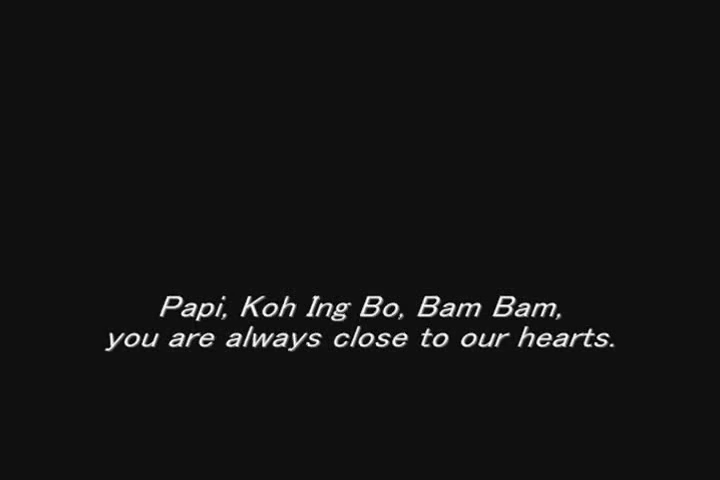 Papi, Koh Ing Bo, Bam Bam,
you are always close to our hearts.